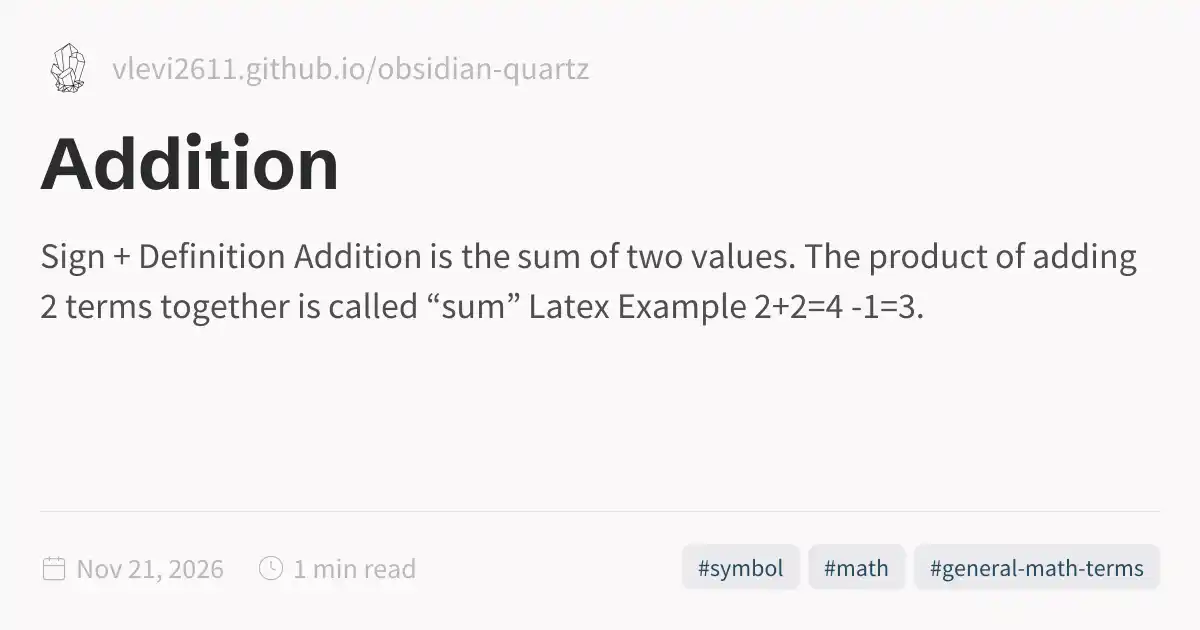 vlevi2611.github.io/obsidian-quartz
Addition
Sign + Definition Addition is the sum of two values. The product of adding
2 terms together is called “sum” Latex Example 2+2=4 -1=3.
Nov 21, 2026 1 min read #symbol #math #general-math-terms